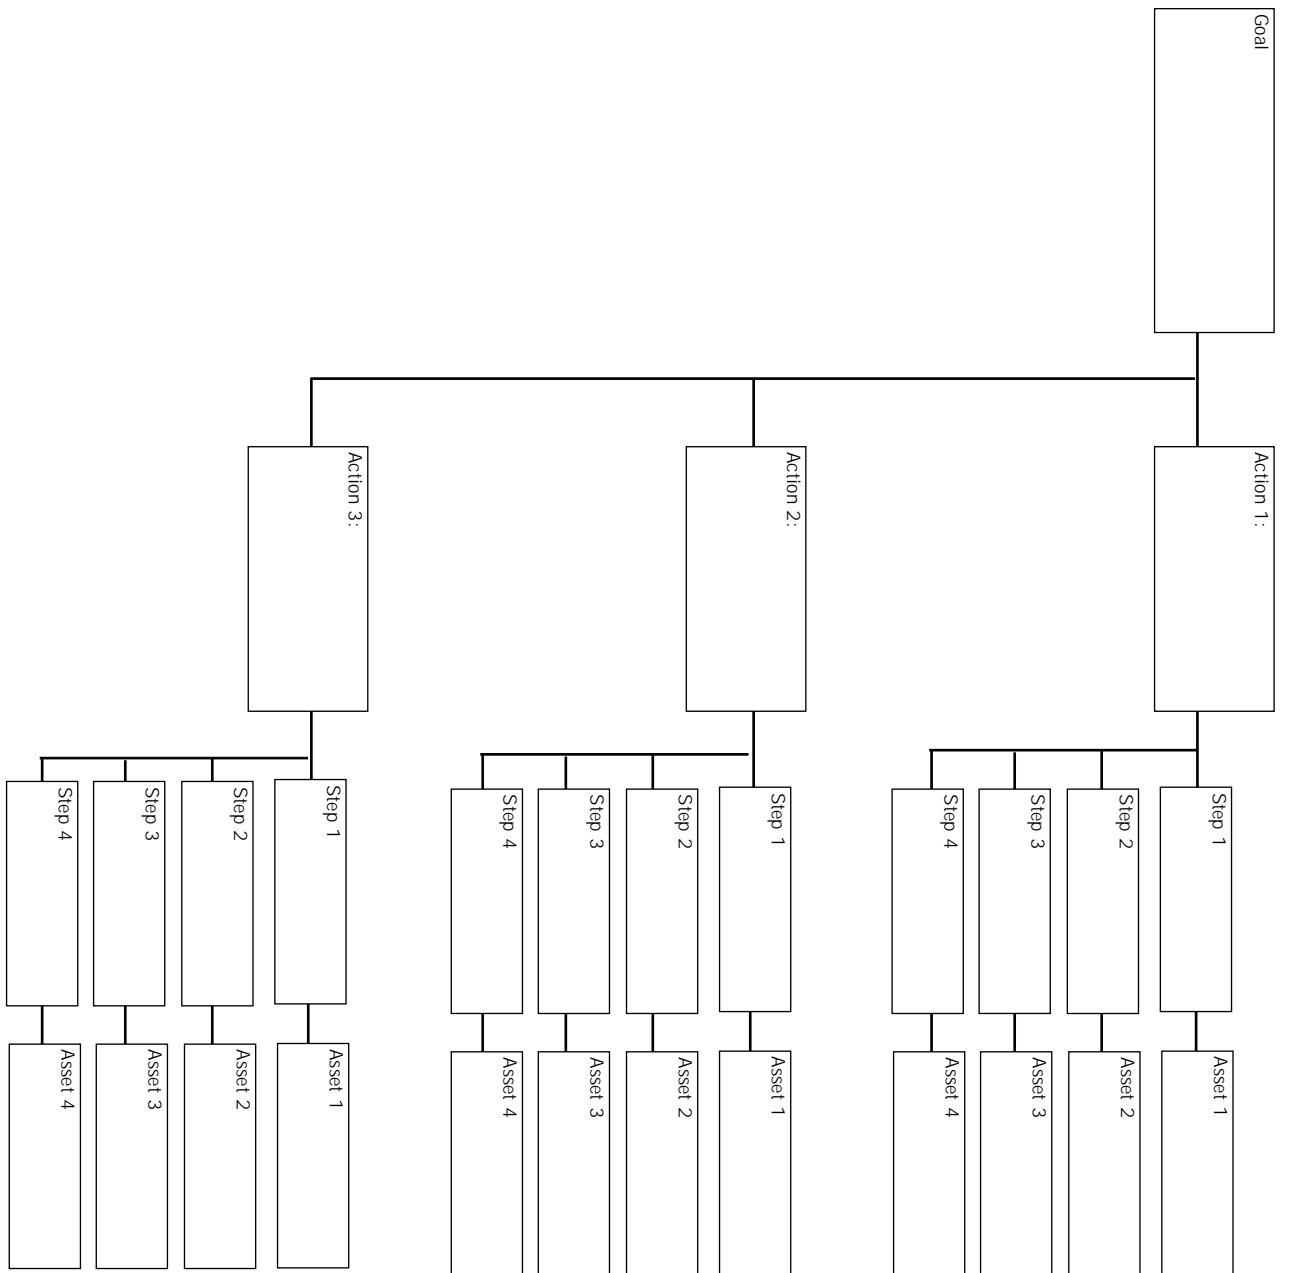 Goal
Action 1:
Step 1
Asset 1
Step 2
Asset 2
Step 3
Asset 3
Step 4
Asset 4
Action 2:
Step 1
Asset 1
Step 2
Asset 2
Step 3
Asset 3
Step 4
Asset 4
Action 3:
Step 1
Asset 1
Step 2
Asset 2
Step 3
Asset 3
Step 4
Asset 4